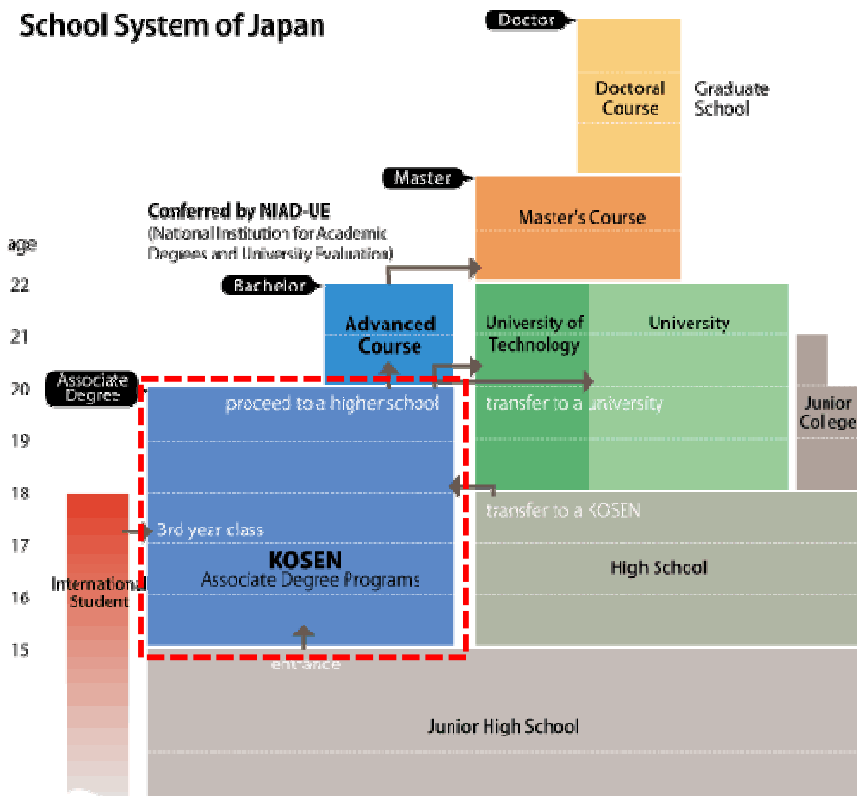 School System of Japan
Doctor
Doctoral
Course
Graduate
School
Master
Master's Course
Conferred by NIAD-UE
(National Institution for Academic
Degrees and University Evaluation)
age
22
Bachelor
21
Advanced
Course
University of
Technology
University
20
Associate
Degree
proceed to a higher school
transfer to a university
Junior
College
19
18
transfer to a KOSEN
3rd year class
17
KOSEN
Associate Degree Programs
High School
International
Student
16
15
entrance
Junior High School